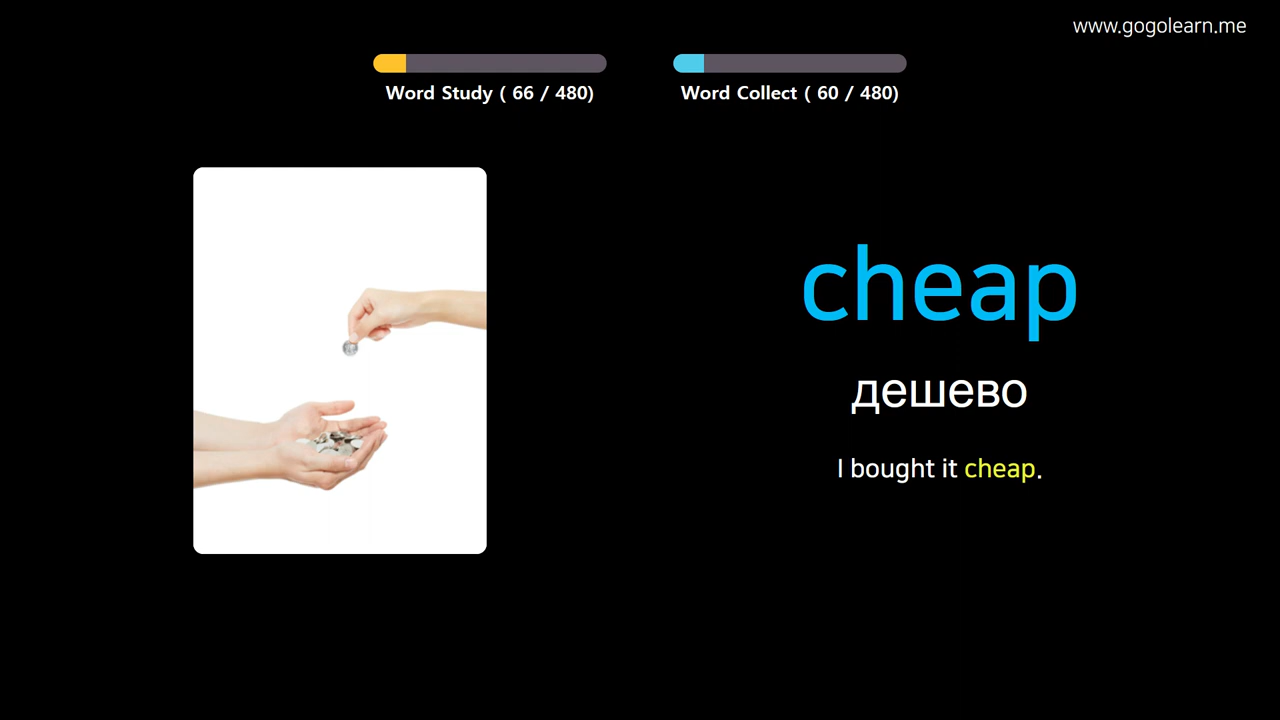 www.gogolearn.me
Word Study ( 66 / 480)
Word Collect ( 60 / 480)
cheap
дешево
I bought it cheap.